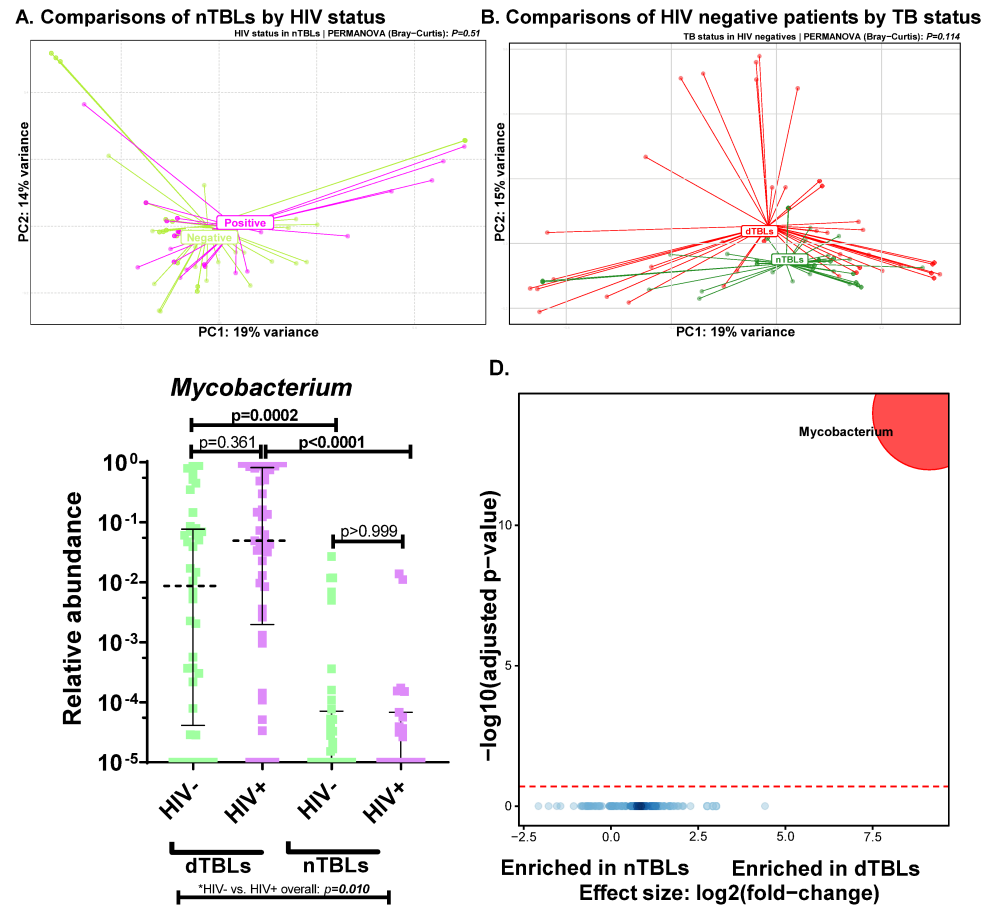 A. Comparisons of nTBLs by HIV status
HIV status in nTBLs | PERMANOVA (Bray−Curtis): P=0.51
PC2: 14% variance
Positive
Negative
PC1: 19% variance
B. Comparisons of HIV negative patients by TB status
TB status in HIV negatives | PERMANOVA (Bray−Curtis): P=0.114
PC2: 15% variance
dTBLs
nTBLs
PC1: 19% variance
Mycobacterium
p=0.0002
p=0.361
p<0.0001
p>0.999
Relative abundance
10⁰
10⁻¹
10⁻²
10⁻³
10⁻⁴
10⁻⁵
HIV-
HIV+
HIV-
HIV+
dTBLs
nTBLs
*HIV- vs. HIV+ overall: p=0.010
D.
Mycobacterium
−log10(adjusted p−value)
10
5
0
−2.5
0.0
2.5
5.0
7.5
Enriched in nTBLs
Enriched in dTBLs
Effect size: log2(fold−change)